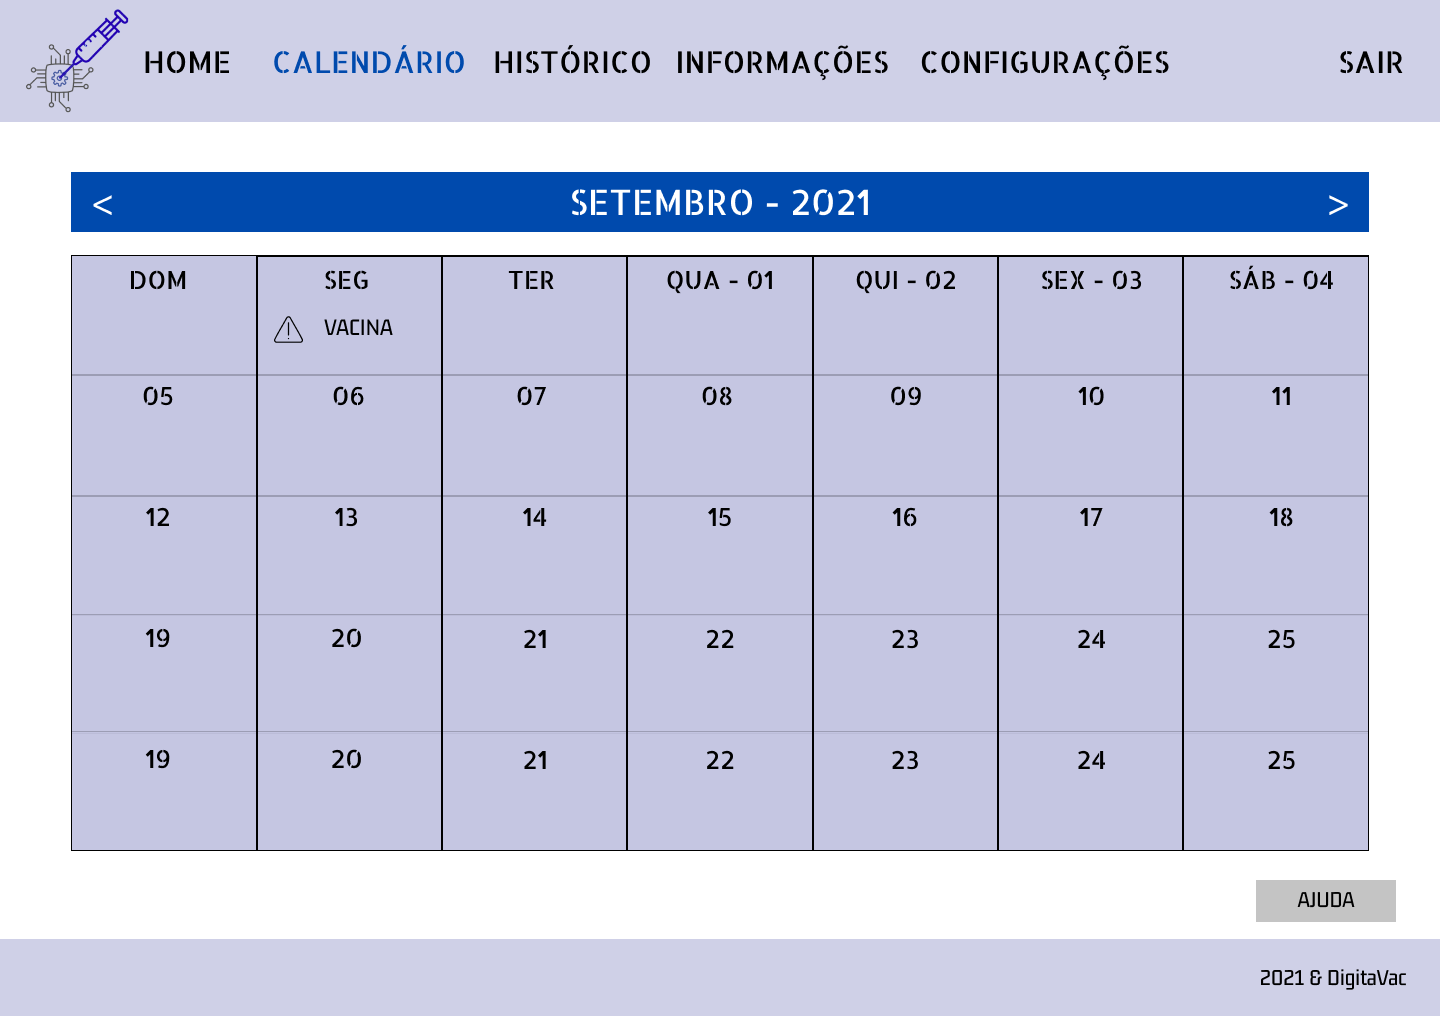 HOME CALENDÁRIO HISTÓRICO INFORMAÇÕES CONFIGURAÇÕES SAIR
< SETEMBRO - 2021 >
DOM SEG TER QUA - 01 QUI - 02 SEX - 03 SÁB - 04
VACINA
05 06 07 08 09 10 11
12 13 14 15 16 17 18
19 20 21 22 23 24 25
19 20 21 22 23 24 25
AJUDA
2021 & DigitaVac